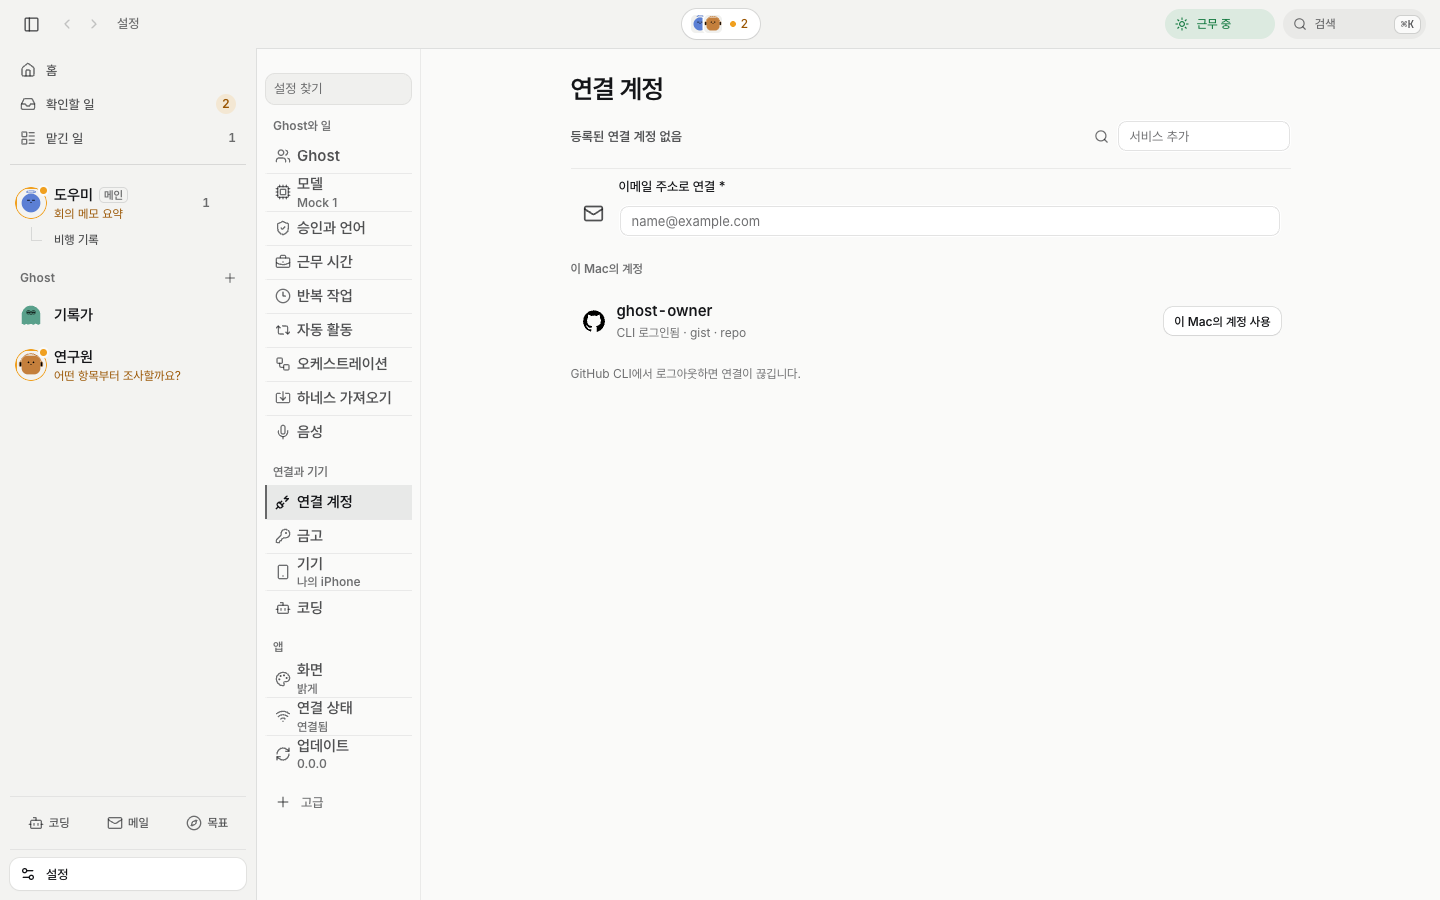 설정
2
근무 중
검색
⌘K
홈
확인할 일
2
맡긴 일
1
도우미
메인
회의 메모 요약
1
비행 기록
Ghost
기록가
연구원
어떤 항목부터 조사할까요?
코딩
메일
목표
설정
설정 찾기
Ghost와 일
Ghost
모델
Mock 1
승인과 언어
근무 시간
반복 작업
자동 활동
오케스트레이션
하네스 가져오기
음성
연결과 기기
연결 계정
금고
기기
나의 iPhone
코딩
앱
화면
밝게
연결 상태
연결됨
업데이트
0.0.0
고급
연결 계정
등록된 연결 계정 없음
서비스 추가
이메일 주소로 연결 *
name@example.com
이 Mac의 계정
ghost-owner
CLI 로그인됨 · gist · repo
이 Mac의 계정 사용
GitHub CLI에서 로그아웃하면 연결이 끊깁니다.